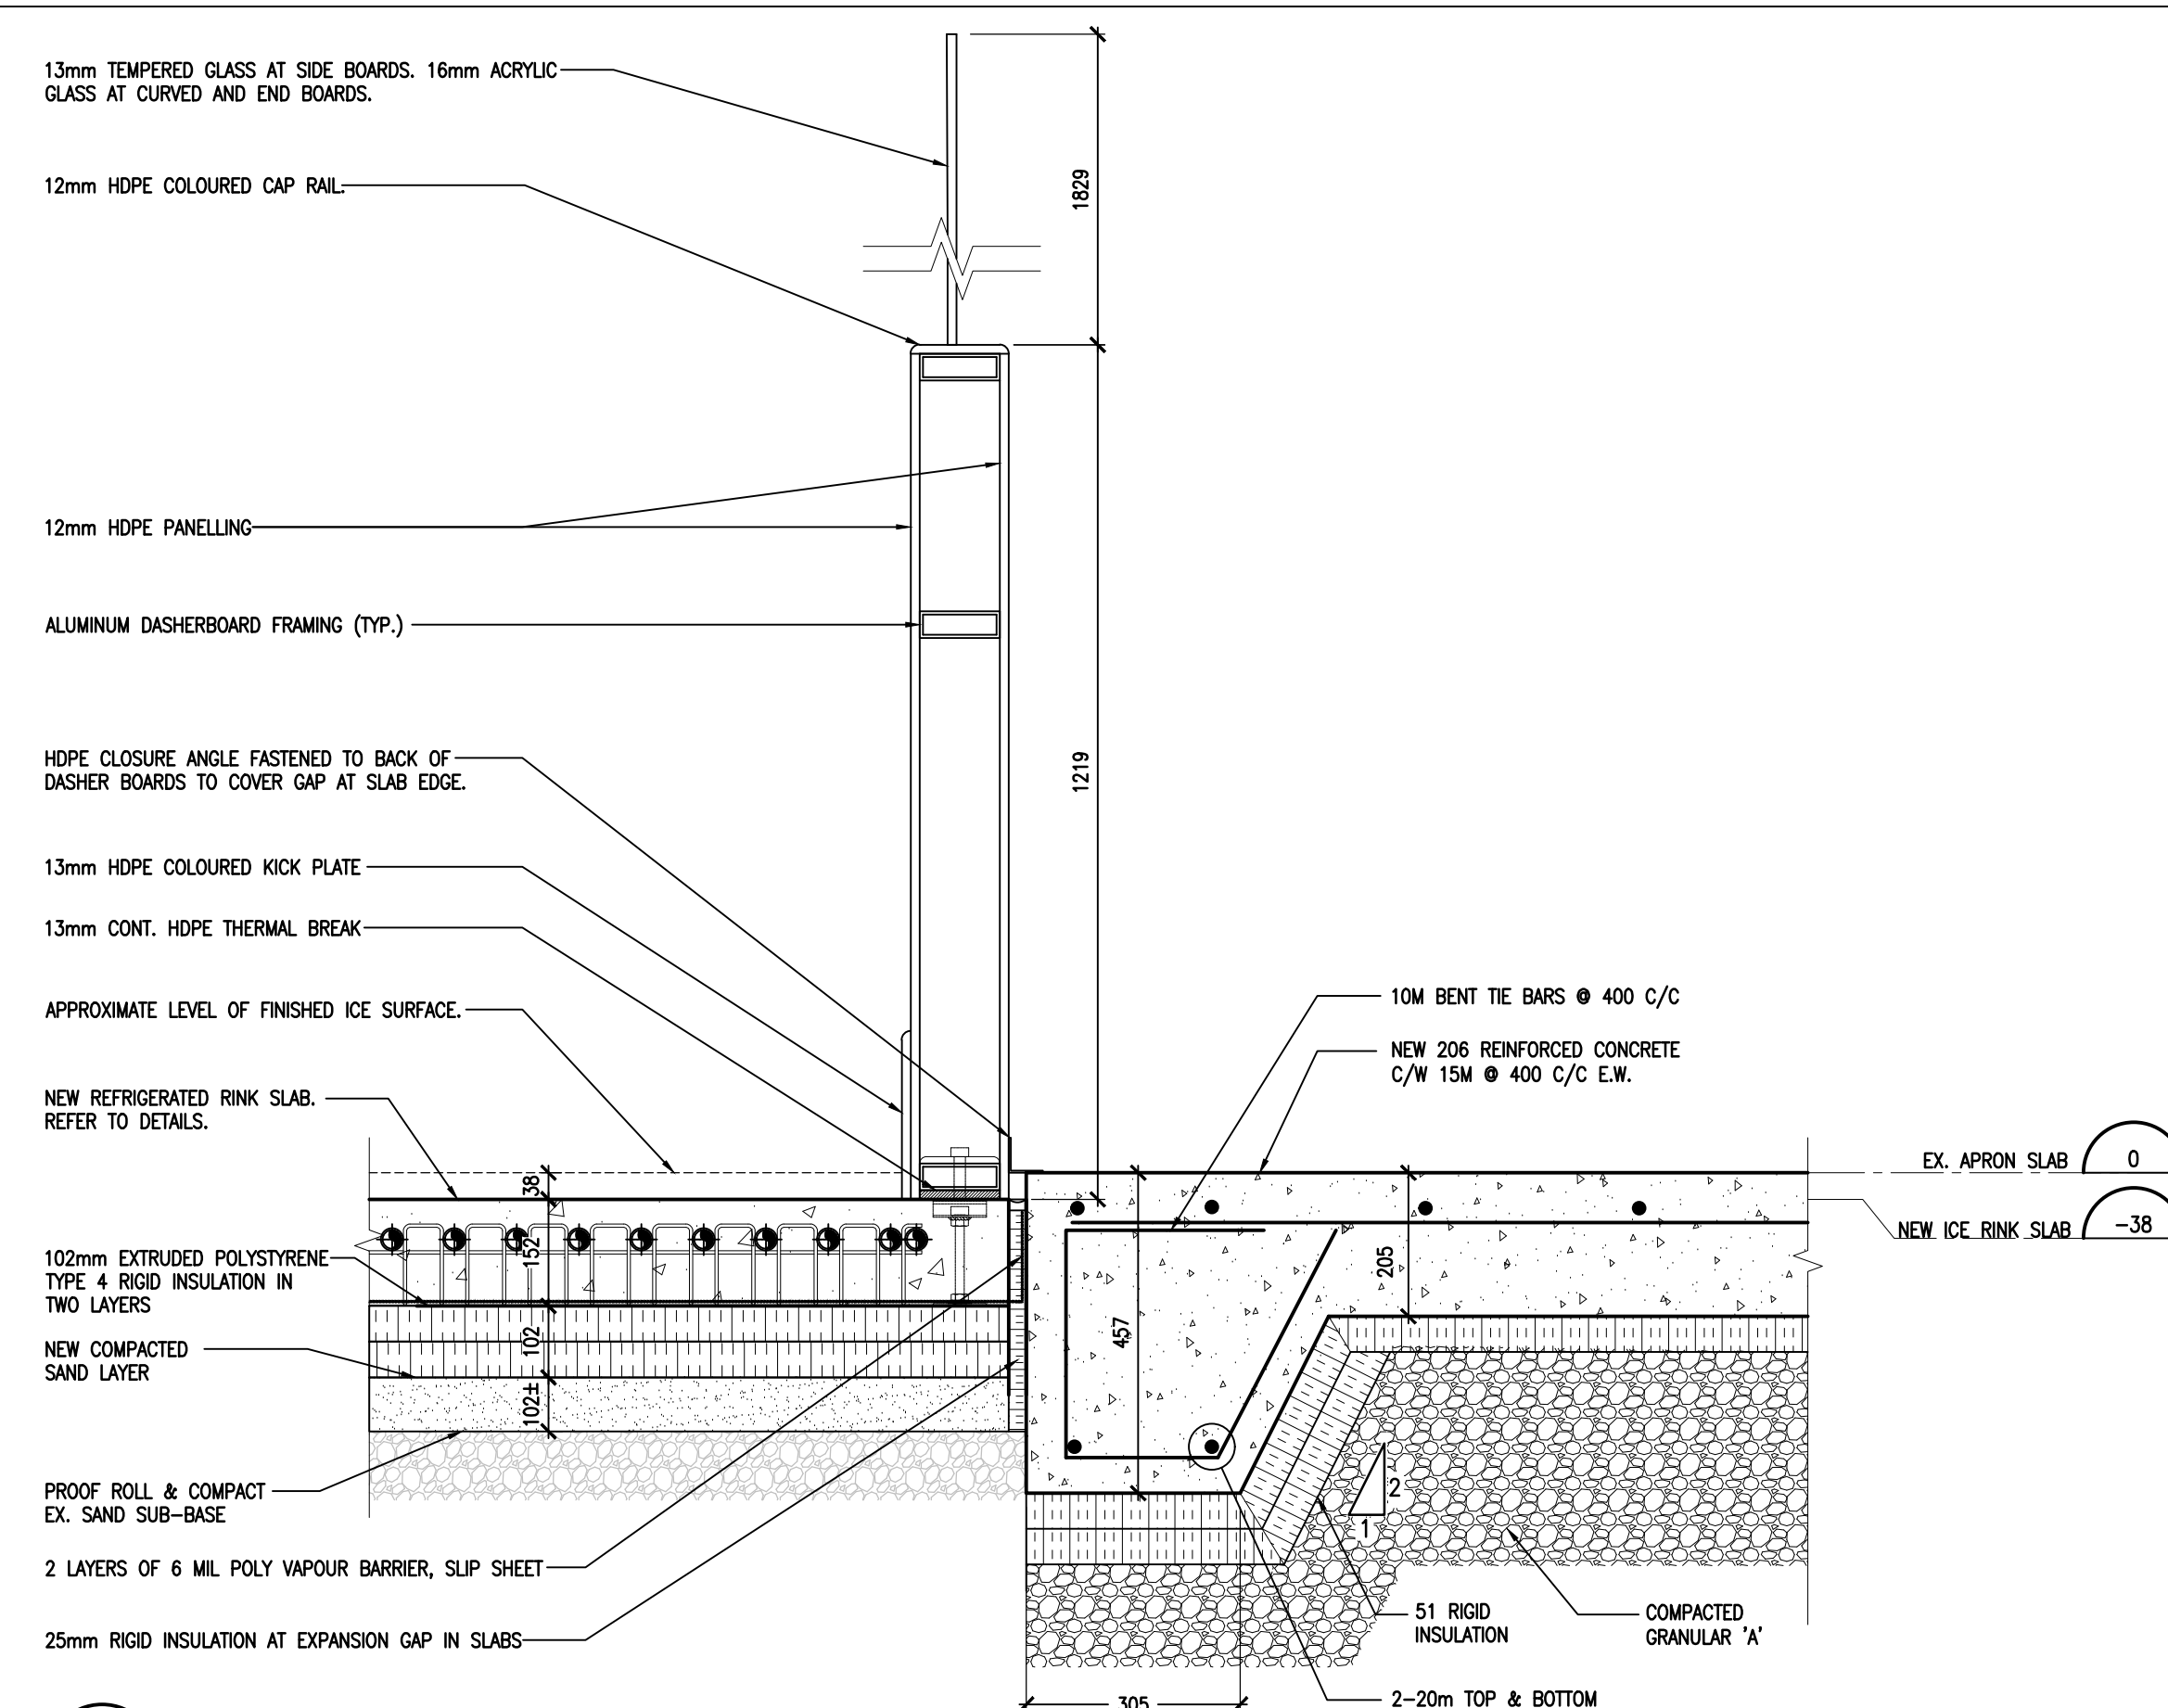 13mm TEMPERED GLASS AT SIDE BOARDS. 16mm ACRYLIC
GLASS AT CURVED AND END BOARDS.
12mm HDPE COLOURED CAP RAIL.
12mm HDPE PANELLING
ALUMINUM DASHERBOARD FRAMING (TYP.)
HDPE CLOSURE ANGLE FASTENED TO BACK OF
DASHER BOARDS TO COVER GAP AT SLAB EDGE.
13mm HDPE COLOURED KICK PLATE
13mm CONT. HDPE THERMAL BREAK
APPROXIMATE LEVEL OF FINISHED ICE SURFACE.
NEW REFRIGERATED RINK SLAB.
REFER TO DETAILS.
102mm EXTRUDED POLYSTYRENE
TYPE 4 RIGID INSULATION IN
TWO LAYERS
NEW COMPACTED
SAND LAYER
PROOF ROLL & COMPACT
EX. SAND SUB-BASE
2 LAYERS OF 6 MIL POLY VAPOUR BARRIER, SLIP SHEET
25mm RIGID INSULATION AT EXPANSION GAP IN SLABS
1829
1219
38
152
102
102±
457
205
305
10M BENT TIE BARS @ 400 C/C
NEW 206 REINFORCED CONCRETE
C/W 15M @ 400 C/C E.W.
EX. APRON SLAB
0
NEW ICE RINK SLAB
-38
2
1
51 RIGID
INSULATION
COMPACTED
GRANULAR 'A'
2-20m TOP & BOTTOM